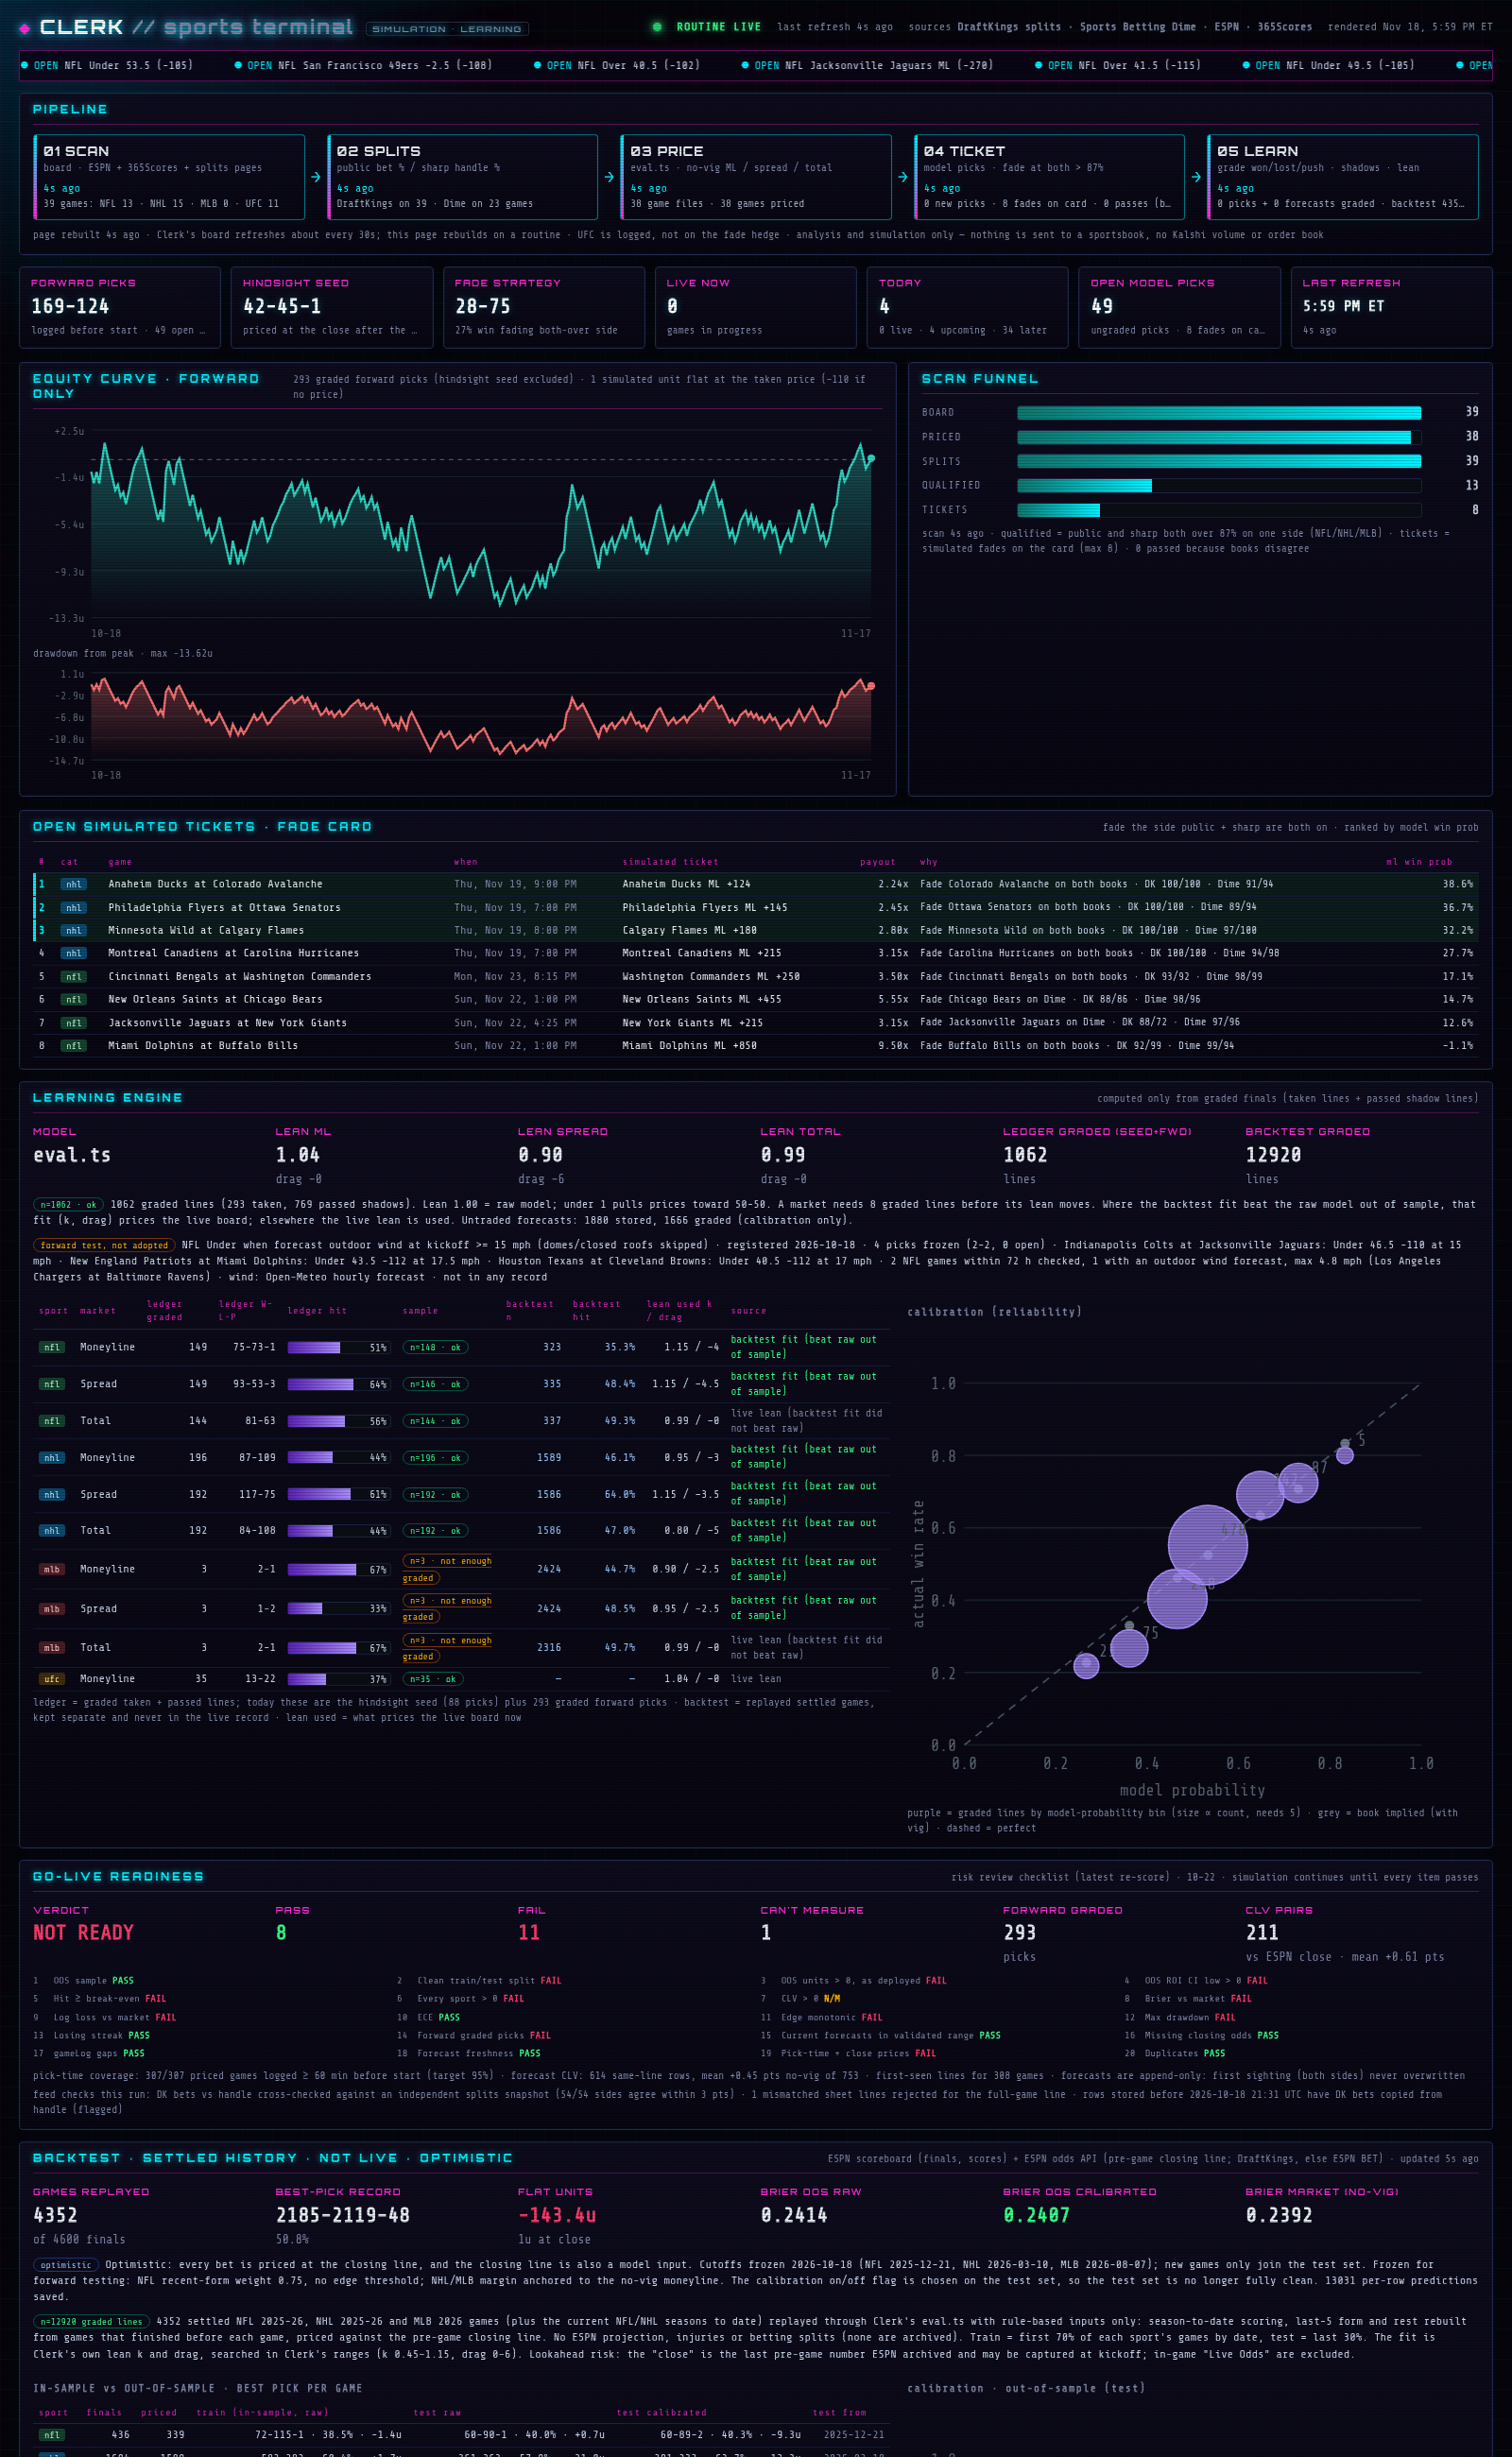 ◆ CLERK // sports terminal SIMULATION · LEARNING ROUTINE LIVE last refresh 4s ago sources DraftKings splits · Sports Betting Dime · ESPN · 365Scores rendered Nov 18, 5:59 PM ET
OPEN NFL Under 53.5 (-105) OPEN NFL San Francisco 49ers -2.5 (-108) OPEN NFL Over 40.5 (-102) OPEN NFL Jacksonville Jaguars ML (-270) OPEN NFL Over 41.5 (-115) OPEN NFL Under 49.5 (-105) OPEN
PIPELINE
01 SCAN
board · ESPN + 365Scores + splits pages
4s ago
39 games: NFL 13 · NHL 15 · MLB 0 · UFC 11
→
02 SPLITS
public bet % / sharp handle %
4s ago
DraftKings on 39 · Dime on 23 games
→
03 PRICE
eval.ts · no-vig ML / spread / total
4s ago
38 game files · 38 games priced
→
04 TICKET
model picks · fade at both > 87%
4s ago
0 new picks · 8 fades on card · 0 passes (b…
→
05 LEARN
grade won/lost/push · shadows · lean
4s ago
0 picks + 0 forecasts graded · backtest 435…
page rebuilt 4s ago · Clerk's board refreshes about every 30s; this page rebuilds on a routine · UFC is logged, not on the fade hedge · analysis and simulation only — nothing is sent to a sportsbook, no Kalshi volume or order book
FORWARD PICKS
169-124
logged before start · 49 open …
HINDSIGHT SEED
42-45-1
priced at the close after the …
FADE STRATEGY
28-75
27% win fading both-over side
LIVE NOW
0
games in progress
TODAY
4
0 live · 4 upcoming · 34 later
OPEN MODEL PICKS
49
ungraded picks · 8 fades on ca…
LAST REFRESH
5:59 PM ET
4s ago
EQUITY CURVE · FORWARD ONLY
293 graded forward picks (hindsight seed excluded) · 1 simulated unit flat at the taken price (-110 if no price)
+2.5u
-1.4u
-5.4u
-9.3u
-13.3u
10-18 11-17
drawdown from peak · max -13.62u
1.1u
-2.9u
-6.8u
-10.8u
-14.7u
10-18 11-17
SCAN FUNNEL
BOARD 39
PRICED 38
SPLITS 39
QUALIFIED 13
TICKETS 8
scan 4s ago · qualified = public and sharp both over 87% on one side (NFL/NHL/MLB) · tickets =
simulated fades on the card (max 8) · 0 passed because books disagree
OPEN SIMULATED TICKETS · FADE CARD fade the side public + sharp are both on · ranked by model win prob
# cat game when simulated ticket payout why ml win prob
1 nhl Anaheim Ducks at Colorado Avalanche Thu, Nov 19, 9:00 PM Anaheim Ducks ML +124 2.24x Fade Colorado Avalanche on both books · DK 100/100 · Dime 91/94 38.6%
2 nhl Philadelphia Flyers at Ottawa Senators Thu, Nov 19, 7:00 PM Philadelphia Flyers ML +145 2.45x Fade Ottawa Senators on both books · DK 100/100 · Dime 89/94 36.7%
3 nhl Minnesota Wild at Calgary Flames Thu, Nov 19, 8:00 PM Calgary Flames ML +180 2.80x Fade Minnesota Wild on both books · DK 100/100 · Dime 97/100 32.2%
4 nhl Montreal Canadiens at Carolina Hurricanes Thu, Nov 19, 7:00 PM Montreal Canadiens ML +215 3.15x Fade Carolina Hurricanes on both books · DK 100/100 · Dime 94/98 27.7%
5 nfl Cincinnati Bengals at Washington Commanders Mon, Nov 23, 8:15 PM Washington Commanders ML +250 3.50x Fade Cincinnati Bengals on both books · DK 93/92 · Dime 98/99 17.1%
6 nfl New Orleans Saints at Chicago Bears Sun, Nov 22, 1:00 PM New Orleans Saints ML +455 5.55x Fade Chicago Bears on Dime · DK 88/86 · Dime 98/96 14.7%
7 nfl Jacksonville Jaguars at New York Giants Sun, Nov 22, 4:25 PM New York Giants ML +215 3.15x Fade Jacksonville Jaguars on Dime · DK 88/72 · Dime 97/96 12.6%
8 nfl Miami Dolphins at Buffalo Bills Sun, Nov 22, 1:00 PM Miami Dolphins ML +850 9.50x Fade Buffalo Bills on both books · DK 92/99 · Dime 99/94 -1.1%
LEARNING ENGINE computed only from graded finals (taken lines + passed shadow lines)
MODEL LEAN ML LEAN SPREAD LEAN TOTAL LEDGER GRADED (SEED+FWD) BACKTEST GRADED
eval.ts 1.04 0.90 0.99 1062 12920
drag -0 drag -6 drag -0 lines lines
n=1062 · ok 1062 graded lines (293 taken, 769 passed shadows). Lean 1.00 = raw model; under 1 pulls prices toward 50-50. A market needs 8 graded lines before its lean moves. Where the backtest fit beat the raw model out of sample, that
fit (k, drag) prices the live board; elsewhere the live lean is used. Untraded forecasts: 1880 stored, 1666 graded (calibration only).
forward test, not adopted NFL Under when forecast outdoor wind at kickoff >= 15 mph (domes/closed roofs skipped) · registered 2026-10-18 · 4 picks frozen (2-2, 0 open) · Indianapolis Colts at Jacksonville Jaguars: Under 46.5 -110 at 15
mph · New England Patriots at Miami Dolphins: Under 43.5 -112 at 17.5 mph · Houston Texans at Cleveland Browns: Under 40.5 -112 at 17 mph · 2 NFL games within 72 h checked, 1 with an outdoor wind forecast, max 4.8 mph (Los Angeles
Chargers at Baltimore Ravens) · wind: Open-Meteo hourly forecast · not in any record
sport market ledger graded ledger W-L-P ledger hit sample backtest n backtest hit lean used k / drag source
nfl Moneyline 149 75-73-1 51% n=148 · ok 323 35.3% 1.15 / -4 backtest fit (beat raw out of sample)
nfl Spread 149 93-53-3 64% n=146 · ok 335 48.4% 1.15 / -4.5 backtest fit (beat raw out of sample)
nfl Total 144 81-63 56% n=144 · ok 337 49.3% 0.99 / -0 live lean (backtest fit did not beat raw)
nhl Moneyline 196 87-109 44% n=196 · ok 1589 46.1% 0.95 / -3 backtest fit (beat raw out of sample)
nhl Spread 192 117-75 61% n=192 · ok 1586 64.0% 1.15 / -3.5 backtest fit (beat raw out of sample)
nhl Total 192 84-108 44% n=192 · ok 1586 47.0% 0.80 / -5 backtest fit (beat raw out of sample)
mlb Moneyline 3 2-1 67% n=3 · not enough graded 2424 44.7% 0.90 / -2.5 backtest fit (beat raw out of sample)
mlb Spread 3 1-2 33% n=3 · not enough graded 2424 48.5% 0.95 / -2.5 backtest fit (beat raw out of sample)
mlb Total 3 2-1 67% n=3 · not enough graded 2316 49.7% 0.99 / -0 live lean (backtest fit did not beat raw)
ufc Moneyline 35 13-22 37% n=35 · ok — — 1.04 / -0 live lean
ledger = graded taken + passed lines; today these are the hindsight seed (88 picks) plus 293 graded forward picks · backtest = replayed settled games,
kept separate and never in the live record · lean used = what prices the live board now
calibration (reliability)
1.0
0.8
0.6
0.4
0.2
0.0
0.0 0.2 0.4 0.6 0.8 1.0
actual win rate
model probability
5
87
75
purple = graded lines by model-probability bin (size ∝ count, needs 5) · grey = book implied (with
vig) · dashed = perfect
GO-LIVE READINESS risk review checklist (latest re-score) · 10-22 · simulation continues until every item passes
VERDICT PASS FAIL CAN'T MEASURE FORWARD GRADED CLV PAIRS
NOT READY 8 11 1 293 211
picks vs ESPN close · mean +0.61 pts
1 OOS sample PASS 2 Clean train/test split FAIL 3 OOS units > 0, as deployed FAIL 4 OOS ROI CI low > 0 FAIL
5 Hit ≥ break-even FAIL 6 Every sport > 0 FAIL 7 CLV > 0 N/M 8 Brier vs market FAIL
9 Log loss vs market FAIL 10 ECE PASS 11 Edge monotonic FAIL 12 Max drawdown FAIL
13 Losing streak PASS 14 Forward graded picks FAIL 15 Current forecasts in validated range PASS 16 Missing closing odds PASS
17 gameLog gaps PASS 18 Forecast freshness PASS 19 Pick-time + close prices FAIL 20 Duplicates PASS
pick-time coverage: 307/307 priced games logged ≥ 60 min before start (target 95%) · forecast CLV: 614 same-line rows, mean +0.45 pts no-vig of 753 · first-seen lines for 308 games · forecasts are append-only: first sighting (both sides) never overwritten
feed checks this run: DK bets vs handle cross-checked against an independent splits snapshot (54/54 sides agree within 3 pts) · 1 mismatched sheet lines rejected for the full-game line · rows stored before 2026-10-18 21:31 UTC have DK bets copied from
handle (flagged)
BACKTEST · SETTLED HISTORY · NOT LIVE · OPTIMISTIC ESPN scoreboard (finals, scores) + ESPN odds API (pre-game closing line; DraftKings, else ESPN BET) · updated 5s ago
GAMES REPLAYED BEST-PICK RECORD FLAT UNITS BRIER OOS RAW BRIER OOS CALIBRATED BRIER MARKET (NO-VIG)
4352 2185-2119-48 -143.4u 0.2414 0.2407 0.2392
of 4600 finals 50.8% 1u at close
optimistic Optimistic: every bet is priced at the closing line, and the closing line is also a model input. Cutoffs frozen 2026-10-18 (NFL 2025-12-21, NHL 2026-03-10, MLB 2026-08-07); new games only join the test set. Frozen for
forward testing: NFL recent-form weight 0.75, no edge threshold; NHL/MLB margin anchored to the no-vig moneyline. The calibration on/off flag is chosen on the test set, so the test set is no longer fully clean. 13031 per-row predictions
saved.
n=12920 graded lines 4352 settled NFL 2025-26, NHL 2025-26 and MLB 2026 games (plus the current NFL/NHL seasons to date) replayed through Clerk's eval.ts with rule-based inputs only: season-to-date scoring, last-5 form and rest rebuilt
from games that finished before each game, priced against the pre-game closing line. No ESPN projection, injuries or betting splits (none are archived). Train = first 70% of each sport's games by date, test = last 30%. The fit is
Clerk's own lean k and drag, searched in Clerk's ranges (k 0.45-1.15, drag 0-6). Lookahead risk: the "close" is the last pre-game number ESPN archived and may be captured at kickoff; in-game "Live Odds" are excluded.
IN-SAMPLE vs OUT-OF-SAMPLE · BEST PICK PER GAME
sport finals priced train (in-sample, raw) test raw test calibrated test from
nfl 436 339 72-115-1 · 38.5% · -1.4u 60-90-1 · 40.0% · +0.7u 60-89-2 · 40.3% · -9.3u 2025-12-21
calibration · out-of-sample (test)